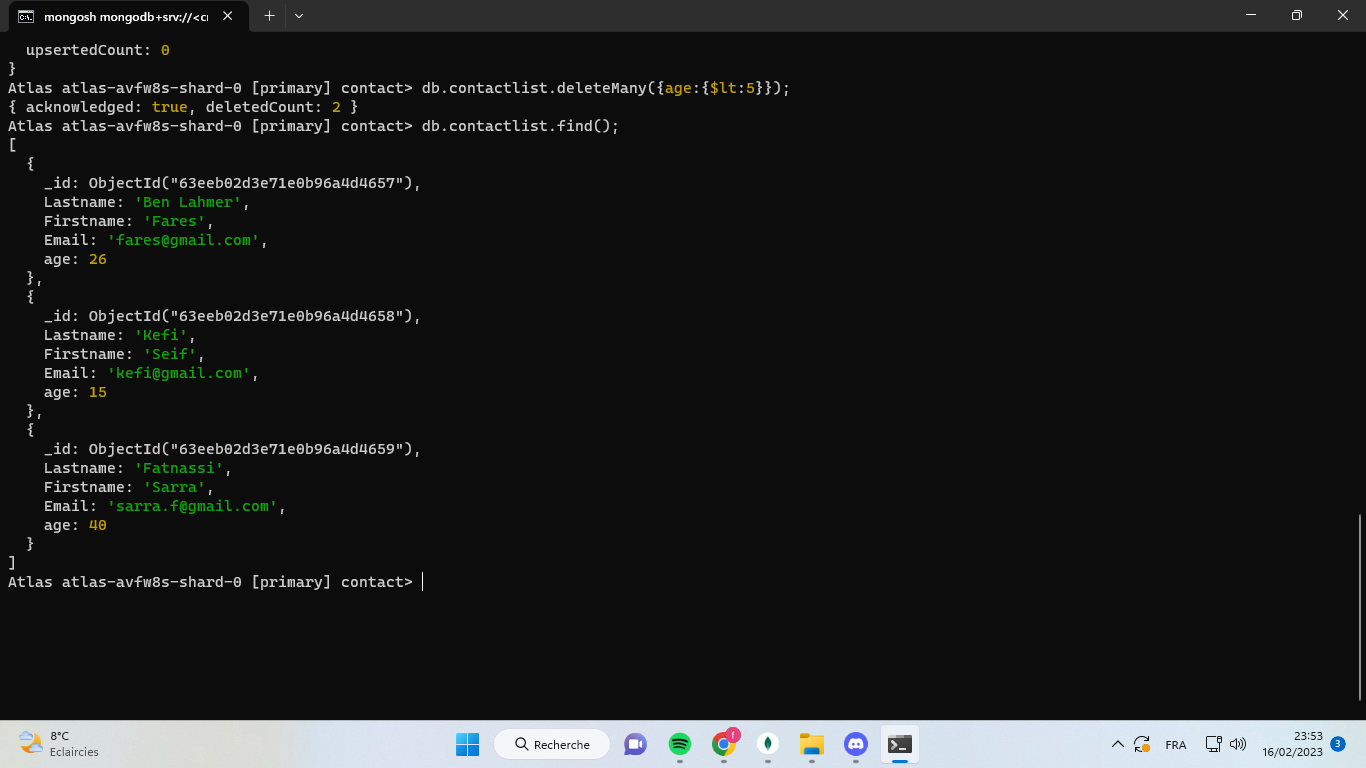 mongosh mongodb+srv://<cr
upsertedCount: 0
}
Atlas atlas-avfw8s-shard-0 [primary] contact> db.contactlist.deleteMany({age:{$lt:5}});
{ acknowledged: true, deletedCount: 2 }
Atlas atlas-avfw8s-shard-0 [primary] contact> db.contactlist.find();
[
  {
    _id: ObjectId("63eeb02d3e71e0b96a4d4657"),
    Lastname: 'Ben Lahmer',
    Firstname: 'Fares',
    Email: 'fares@gmail.com',
    age: 26
  },
  {
    _id: ObjectId("63eeb02d3e71e0b96a4d4658"),
    Lastname: 'Kefi',
    Firstname: 'Seif',
    Email: 'kefi@gmail.com',
    age: 15
  },
  {
    _id: ObjectId("63eeb02d3e71e0b96a4d4659"),
    Lastname: 'Fatnassi',
    Firstname: 'Sarra',
    Email: 'sarra.f@gmail.com',
    age: 40
  }
]
Atlas atlas-avfw8s-shard-0 [primary] contact>
8°C
Eclaircies
Recherche
f
FRA
23:53
16/02/2023
3